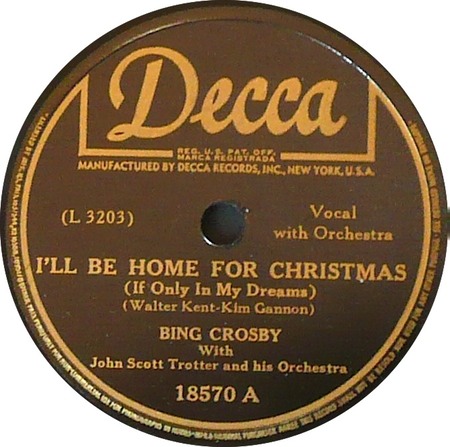 Decca
REG. U.S. PAT. OFF.
MARCA REGISTRADA
MANUFACTURED BY DECCA RECORDS, INC., NEW YORK, U.S.A.
(L 3203)
Vocal
with Orchestra
I'LL BE HOME FOR CHRISTMAS
(If Only In My Dreams)
(Walter Kent-Kim Gannon)
BING CROSBY
With
John Scott Trotter and his Orchestra
18570 A